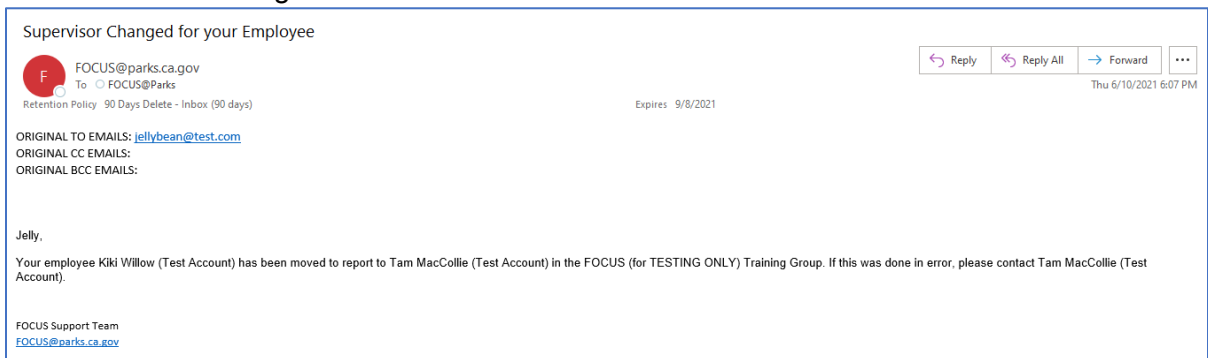 Supervisor Changed for your Employee
F
FOCUS@parks.ca.gov
To FOCUS@Parks
Reply
Reply All
Forward
...
Thu 6/10/2021 6:07 PM
Retention Policy 90 Days Delete - Inbox (90 days)
Expires 9/8/2021
ORIGINAL TO EMAILS: jellybean@test.com
ORIGINAL CC EMAILS:
ORIGINAL BCC EMAILS:
Jelly,
Your employee Kiki Willow (Test Account) has been moved to report to Tam MacCollie (Test Account) in the FOCUS (for TESTING ONLY) Training Group. If this was done in error, please contact Tam MacCollie (Test
Account).
FOCUS Support Team
FOCUS@parks.ca.gov